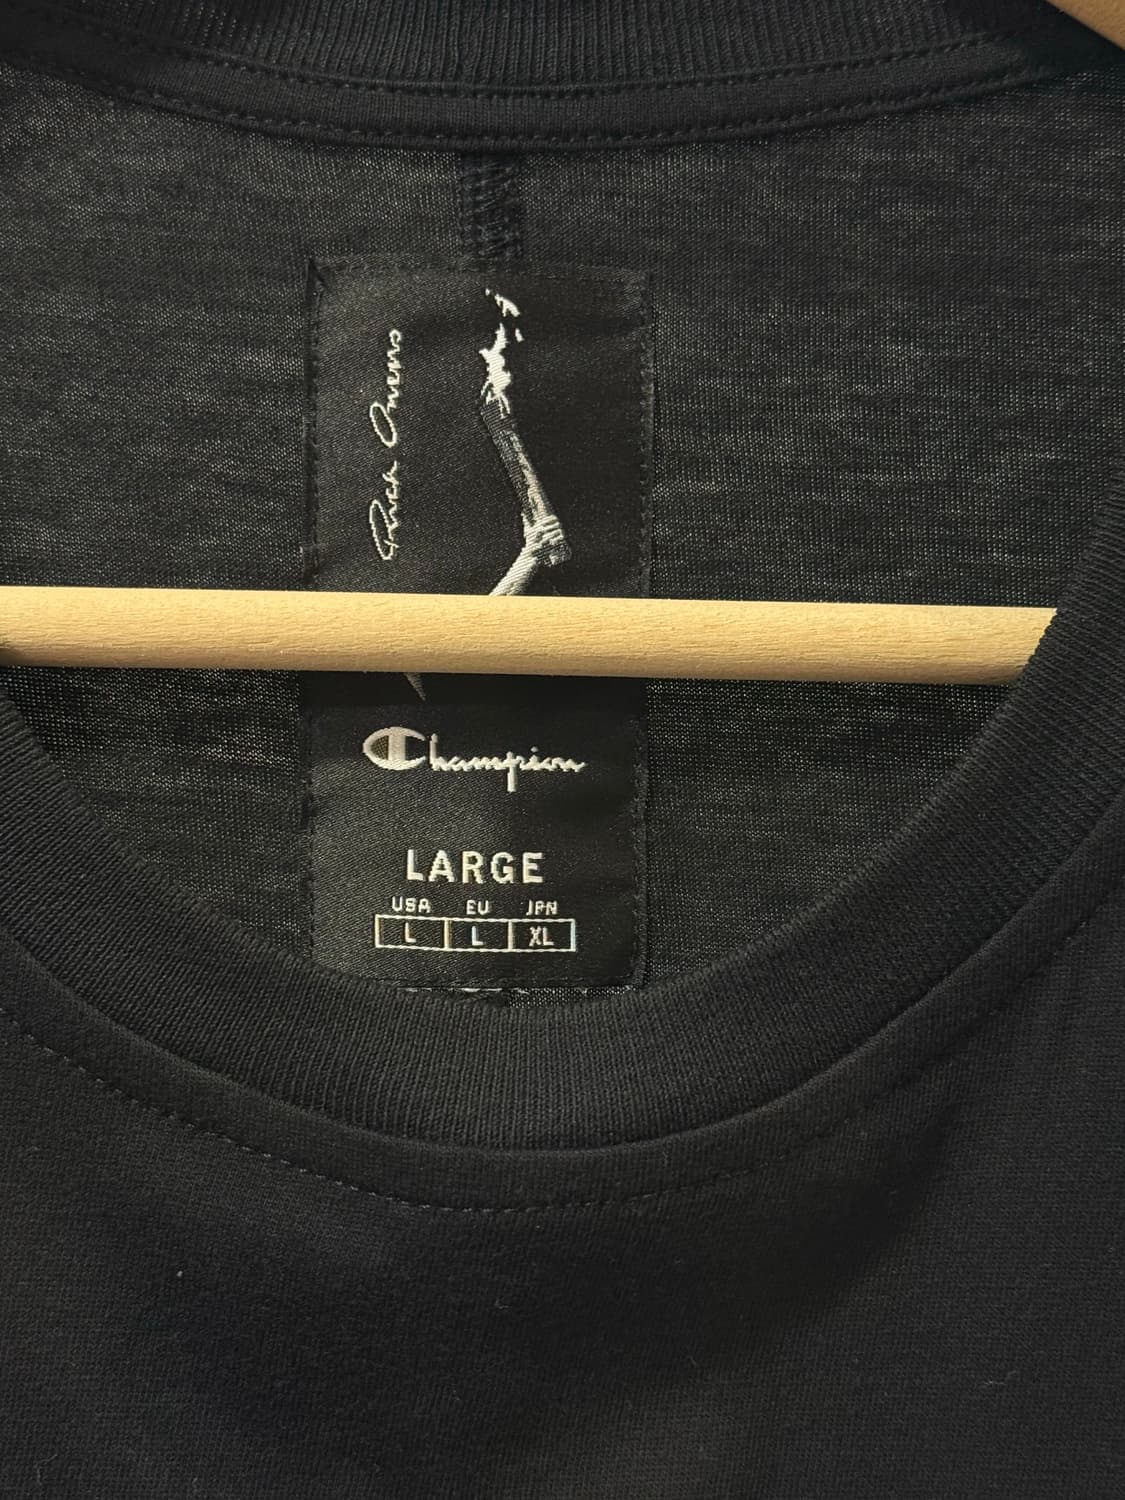 Rick Owens
Champion
LARGE
USA EU JPN
L L XL